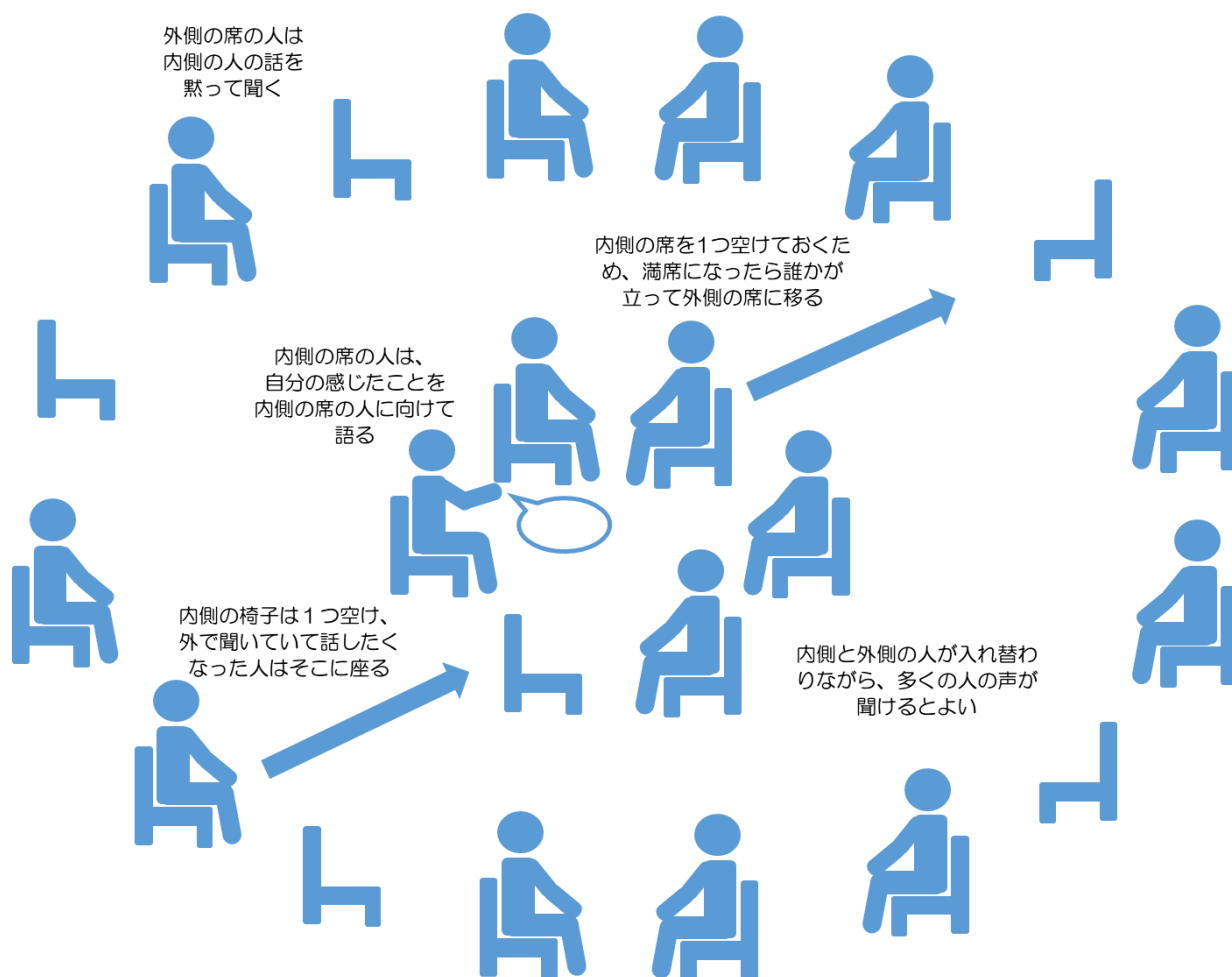 外側の席の人は
内側の人の話を
黙って聞く
内側の席を1つ空けておくた
め、満席になったら誰かが
立って外側の席に移る
内側の席の人は、
自分の感じたことを
内側の席の人に向けて
語る
内側の椅子は１つ空け、
外で聞いていて話したく
なった人はそこに座る
内側と外側の人が入れ替わ
りながら、多くの人の声が
聞けるとよい